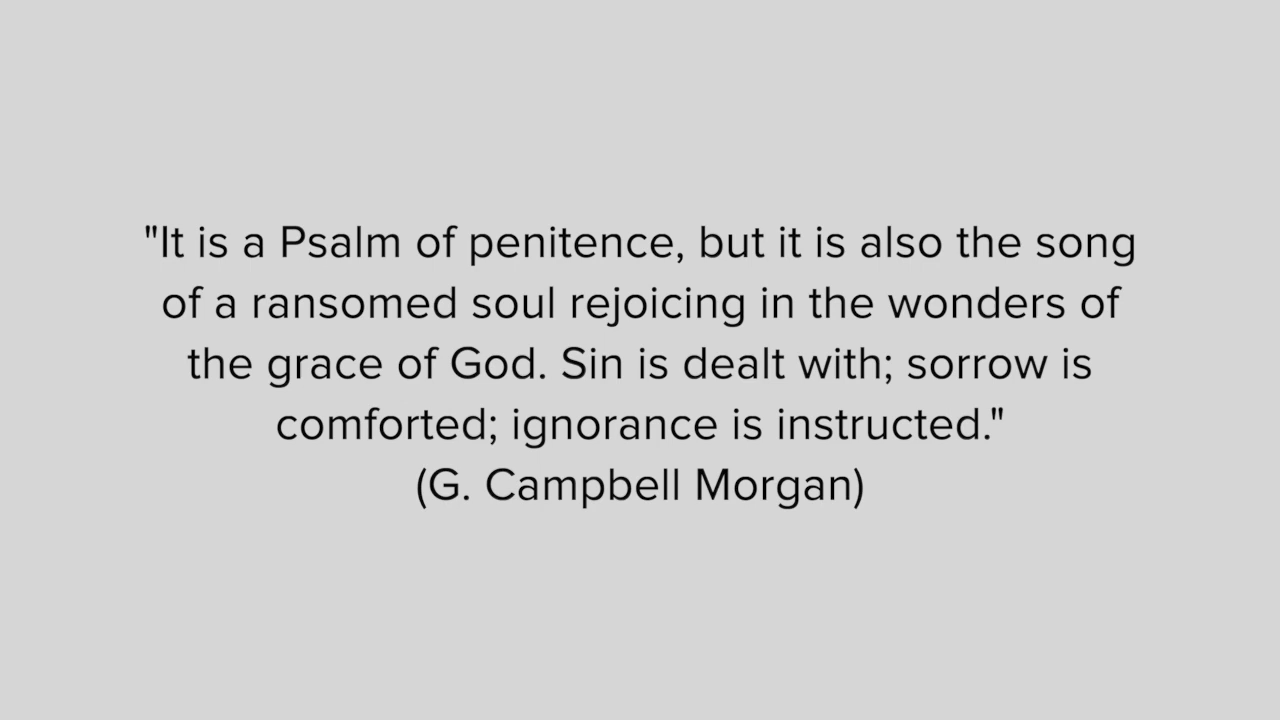 "It is a Psalm of penitence, but it is also the song
of a ransomed soul rejoicing in the wonders of
the grace of God. Sin is dealt with; sorrow is
comforted; ignorance is instructed."
(G. Campbell Morgan)